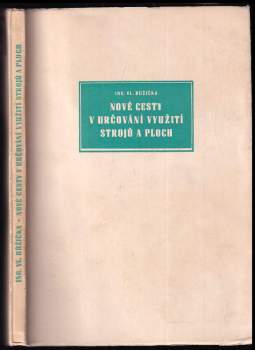 ING. VL. RŮŽIČKA • NOVÉ CESTY V URČOVÁNÍ VYUŽITÍ STROJŮ A PLOCH
ING. VL. RŮŽIČKA
NOVÉ CESTY
V URČOVÁNÍ VYUŽITÍ
STROJŮ A PLOCH